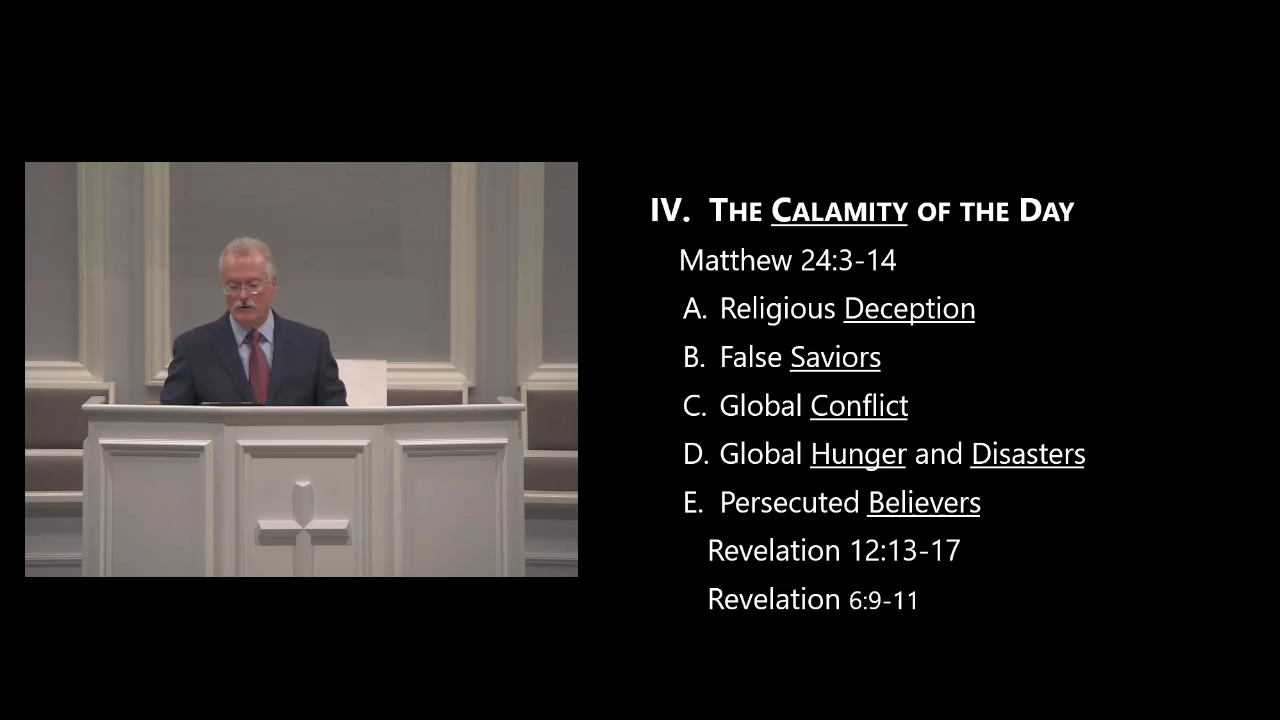 IV. THE CALAMITY OF THE DAY
Matthew 24:3-14
A. Religious Deception
B. False Saviors
C. Global Conflict
D. Global Hunger and Disasters
E. Persecuted Believers
Revelation 12:13-17
Revelation 6:9-11